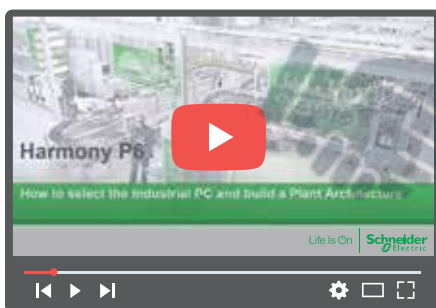 Harmony P6
How to select the Industrial PC and build a Plant Architecture
Life Is On
Schneider
Electric